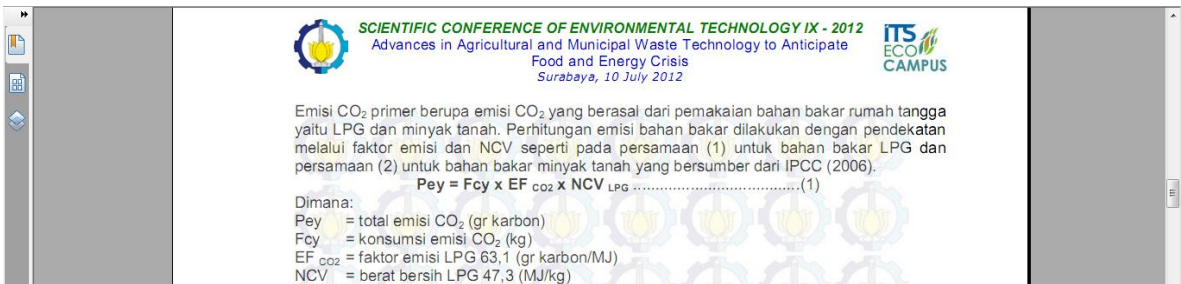 SCIENTIFIC CONFERENCE OF ENVIRONMENTAL TECHNOLOGY IX - 2012
Advances in Agricultural and Municipal Waste Technology to Anticipate
Food and Energy Crisis
Surabaya, 10 July 2012
iTS
ECO
CAMPUS
Emisi CO₂ primer berupa emisi CO₂ yang berasal dari pemakaian bahan bakar rumah tangga
yaitu LPG dan minyak tanah. Perhitungan emisi bahan bakar dilakukan dengan pendekatan
melalui faktor emisi dan NCV seperti pada persamaan (1) untuk bahan bakar LPG dan
persamaan (2) untuk bahan bakar minyak tanah yang bersumber dari IPCC (2006).
Pey = Fcy x EF CO2 x NCV LPG ......................................(1)
Dimana:
Pey = total emisi CO₂ (gr karbon)
Fcy = konsumsi emisi CO₂ (kg)
EF CO2 = faktor emisi LPG 63,1 (gr karbon/MJ)
NCV = berat bersih LPG 47,3 (MJ/kg)